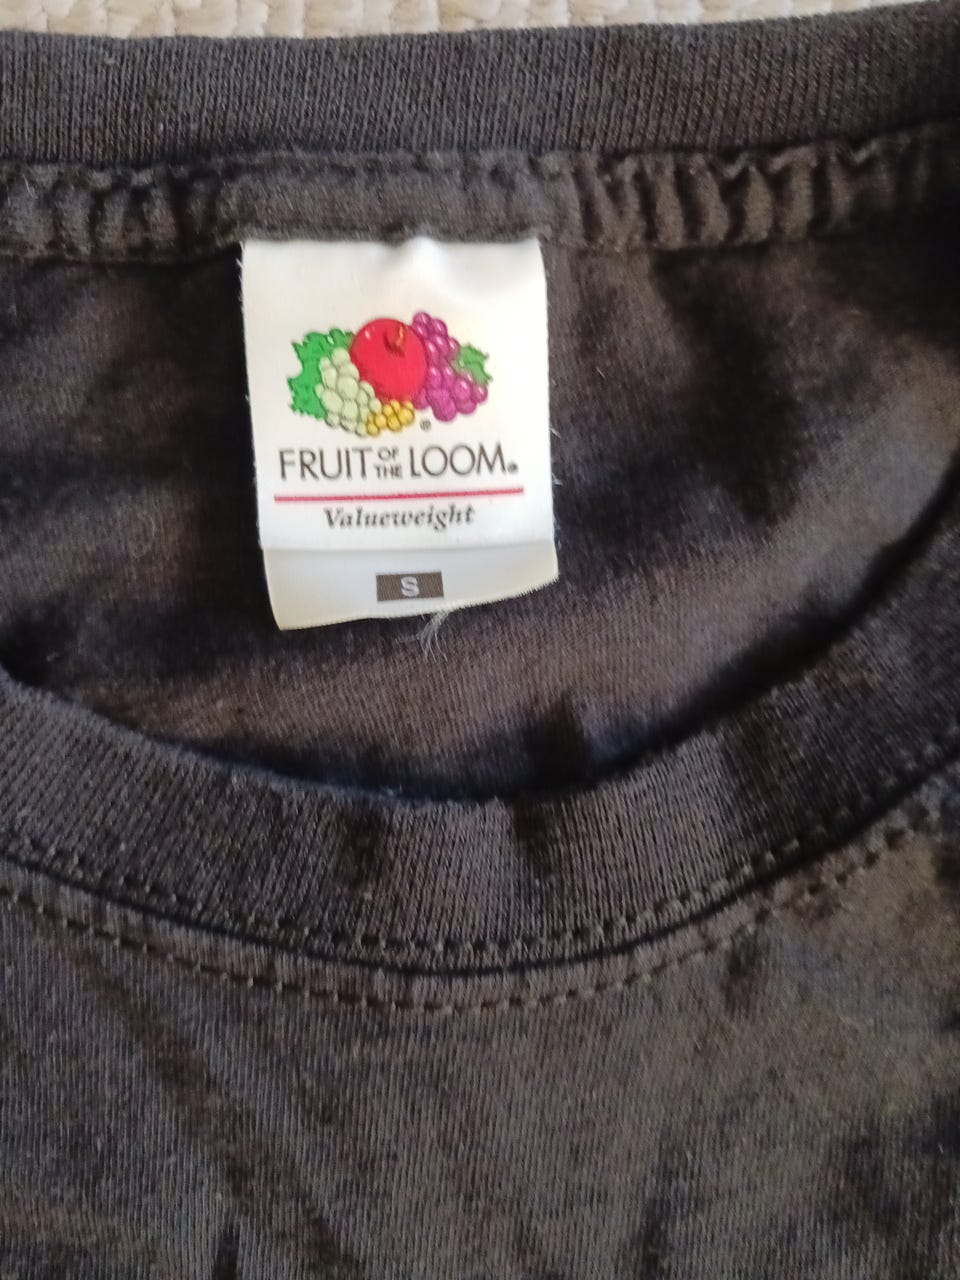 FRUIT OF THE LOOM®
Valueweight
S